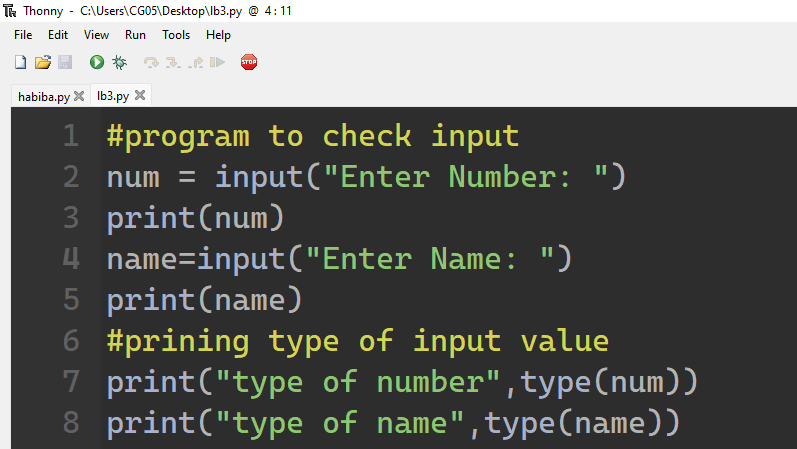 Thonny - C:\Users\CG05\Desktop\lb3.py @ 4 : 11
File Edit View Run Tools Help
STOP
habiba.py lb3.py
1 #program to check input
2 num = input("Enter Number: ")
3 print(num)
4 name=input("Enter Name: ")
5 print(name)
6 #prining type of input value
7 print("type of number",type(num))
8 print("type of name",type(name))